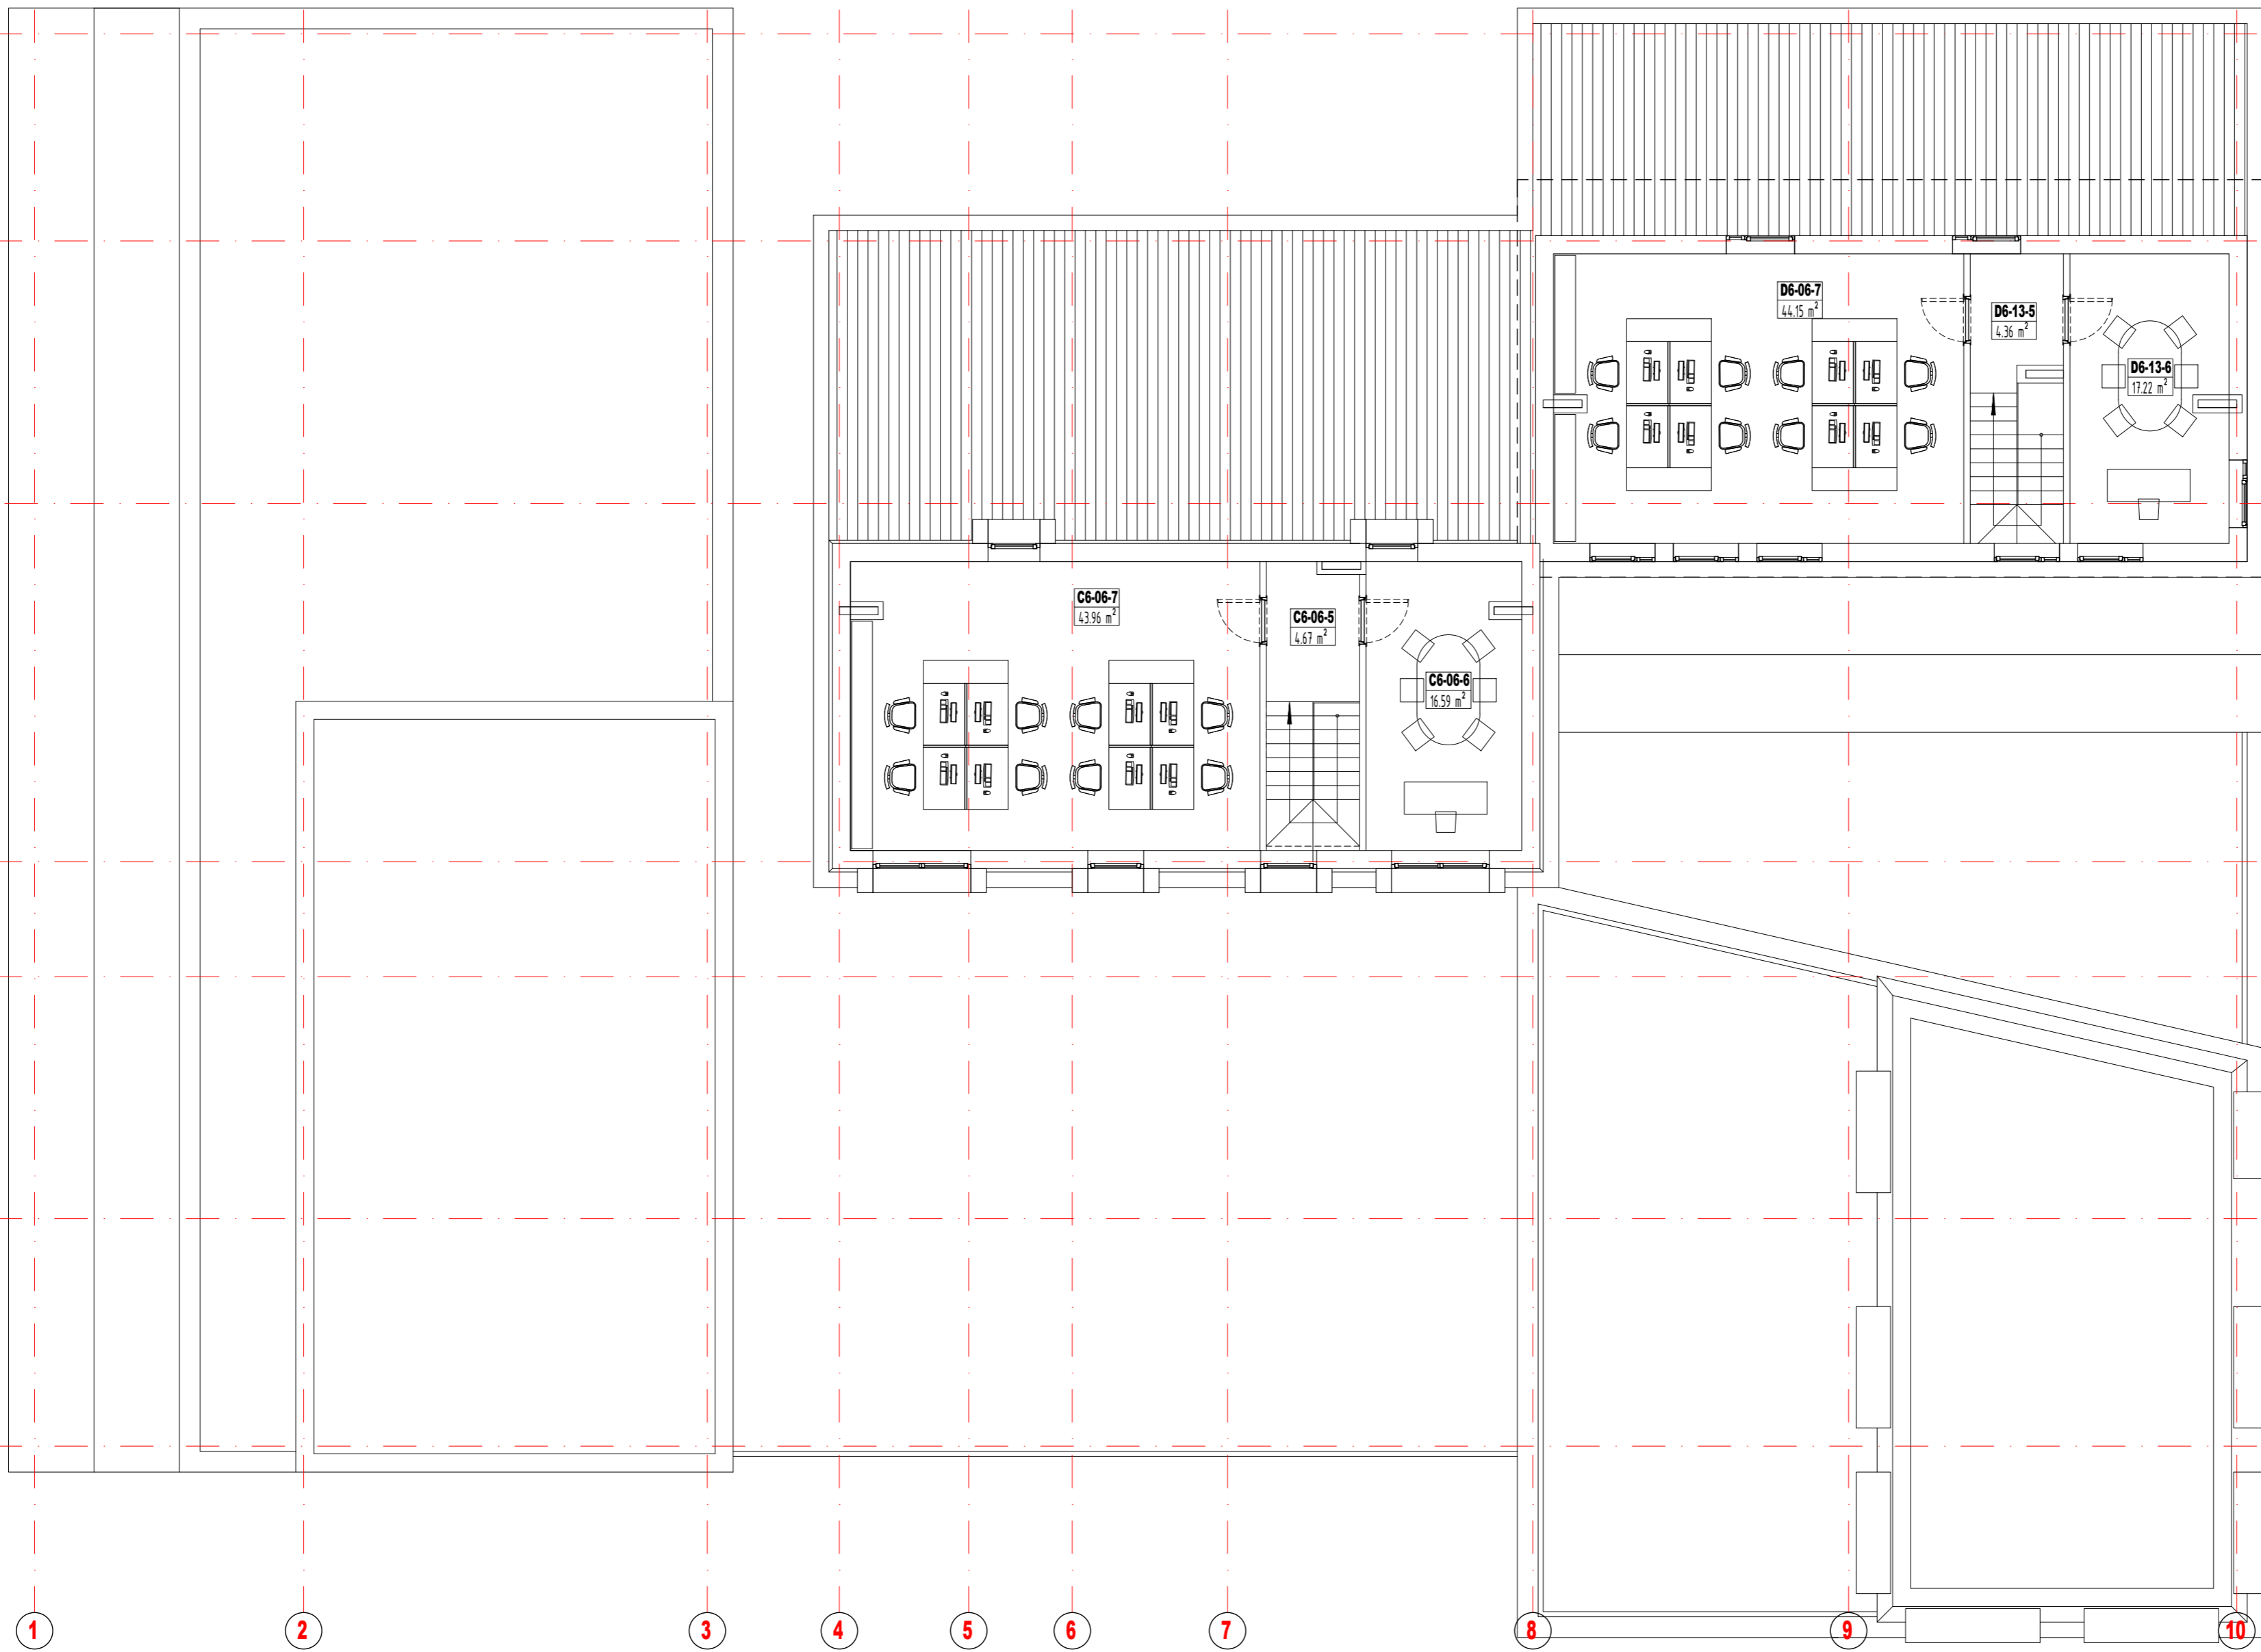 D6-06-7
44.15 m²
D6-13-5
4.36 m²
D6-13-6
17.22 m²
C6-06-7
43.96 m²
C6-06-5
4.67 m²
C6-06-6
16.59 m²
1 2 3 4 5 6 7 8 9 10